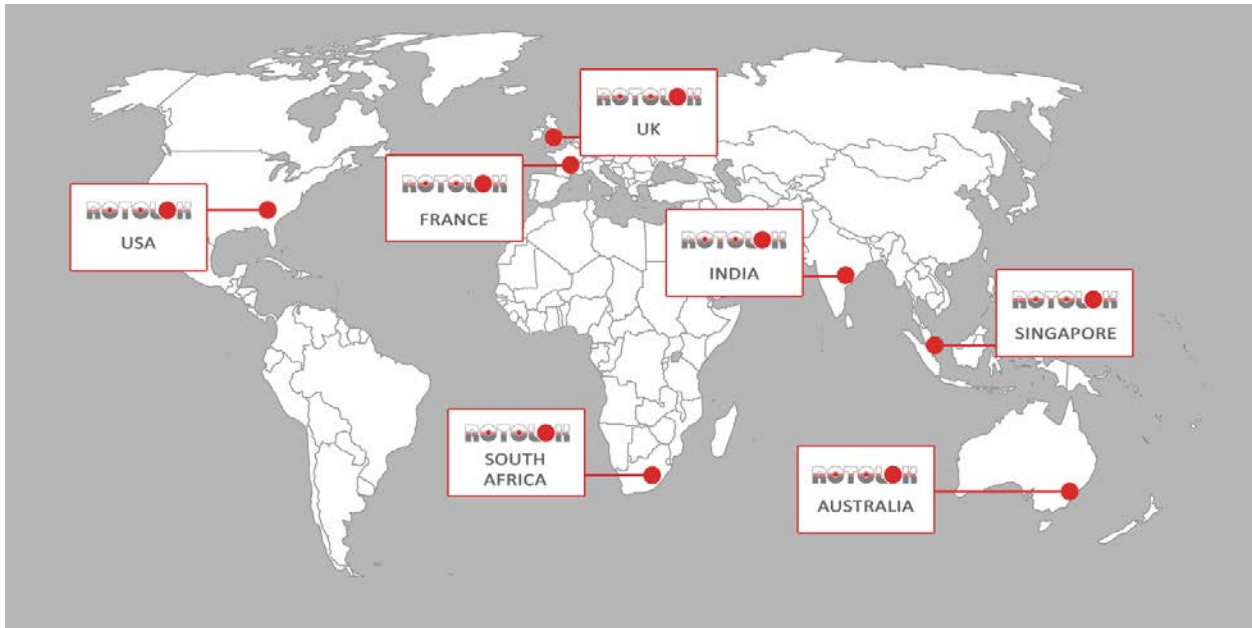 ROTOLOK
UK
ROTOLOK
FRANCE
ROTOLOK
USA
ROTOLOK
INDIA
ROTOLOK
SINGAPORE
ROTOLOK
SOUTH
AFRICA
ROTOLOK
AUSTRALIA